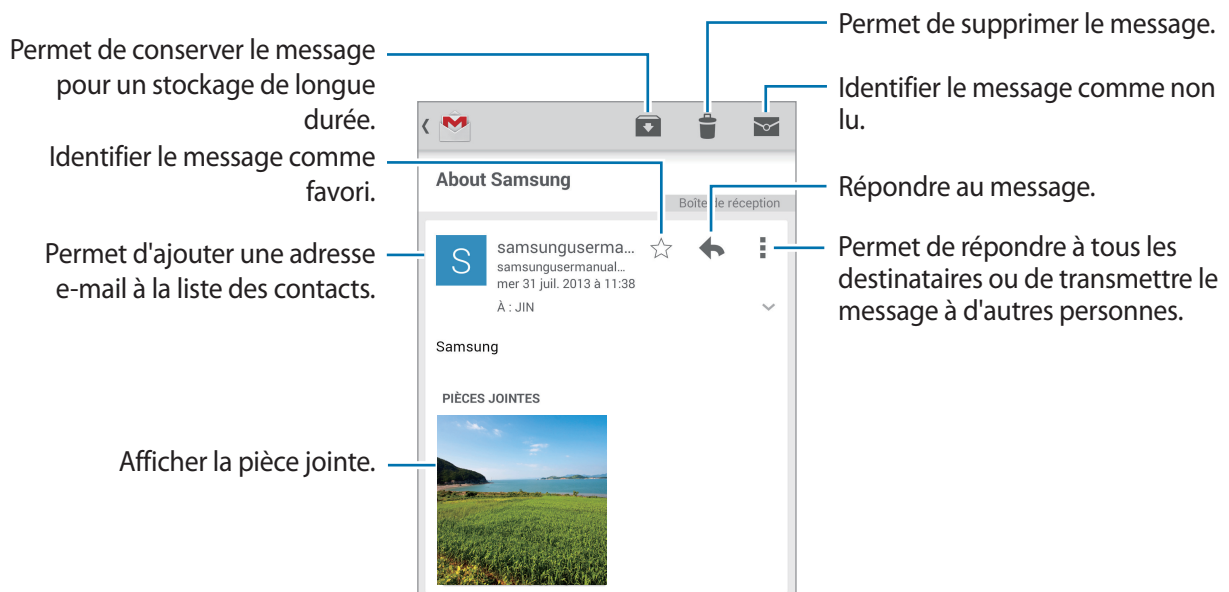 Permet de conserver le message
pour un stockage de longue
durée.
Identifier le message comme
favori.
Permet d'ajouter une adresse
e-mail à la liste des contacts.
Afficher la pièce jointe.
About Samsung
Boîte de réception
S
samsunguserma...
samsungusermanual...
mer 31 juil. 2013 à 11:38
À : JIN
Samsung
PIÈCES JOINTES
Permet de supprimer le message.
Identifier le message comme non
lu.
Répondre au message.
Permet de répondre à tous les
destinataires ou de transmettre le
message à d'autres personnes.